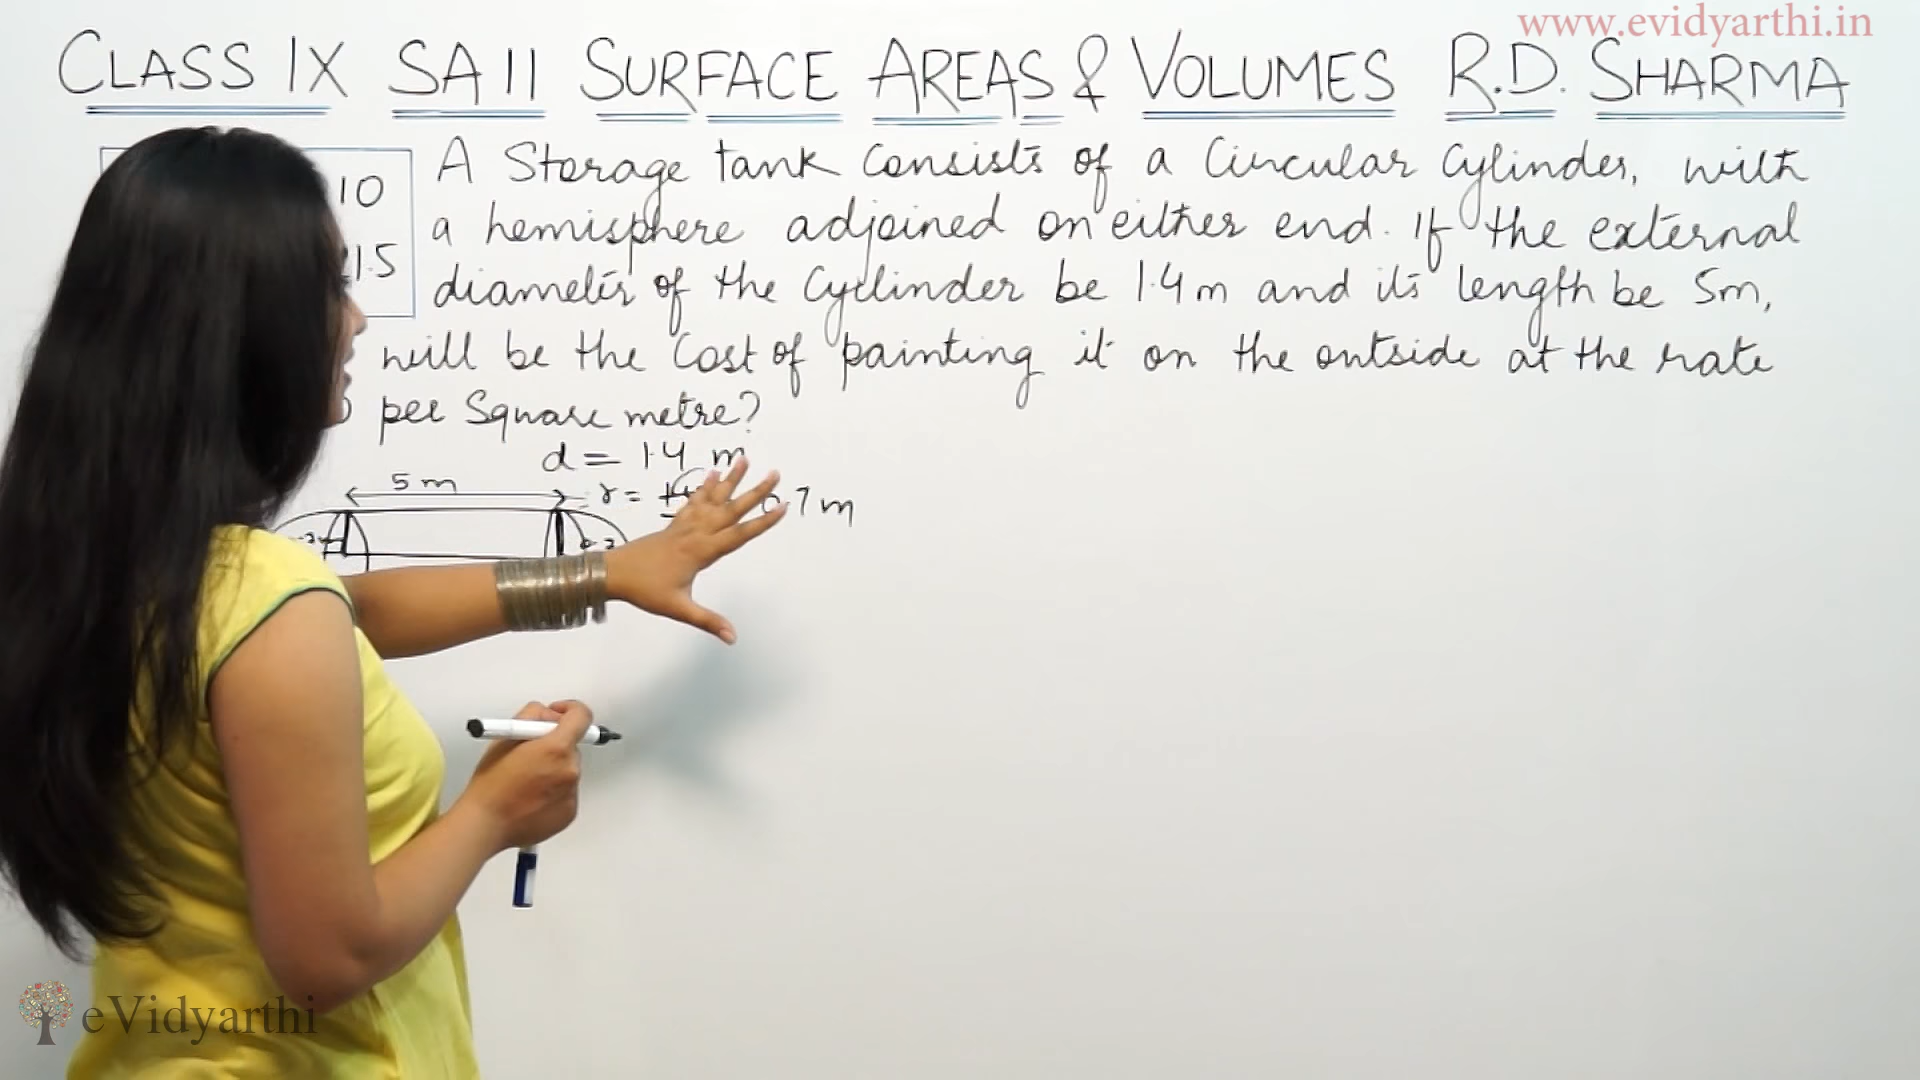 www.evidyarthi.in
CLASS IX SA II SURFACE AREAS & VOLUMES R.D. SHARMA
10
1.5
A Storage tank consists of a Circular Cylinder, with
a hemisphere adjoined on either end. If the external
diameter of the Cylinder be 1.4 m and its length be 5m,
will be the cost of painting it on the outside at the rate
per Square metre?
d = 1.4 m
5 m
r = 0.7 m
eVidyarthi